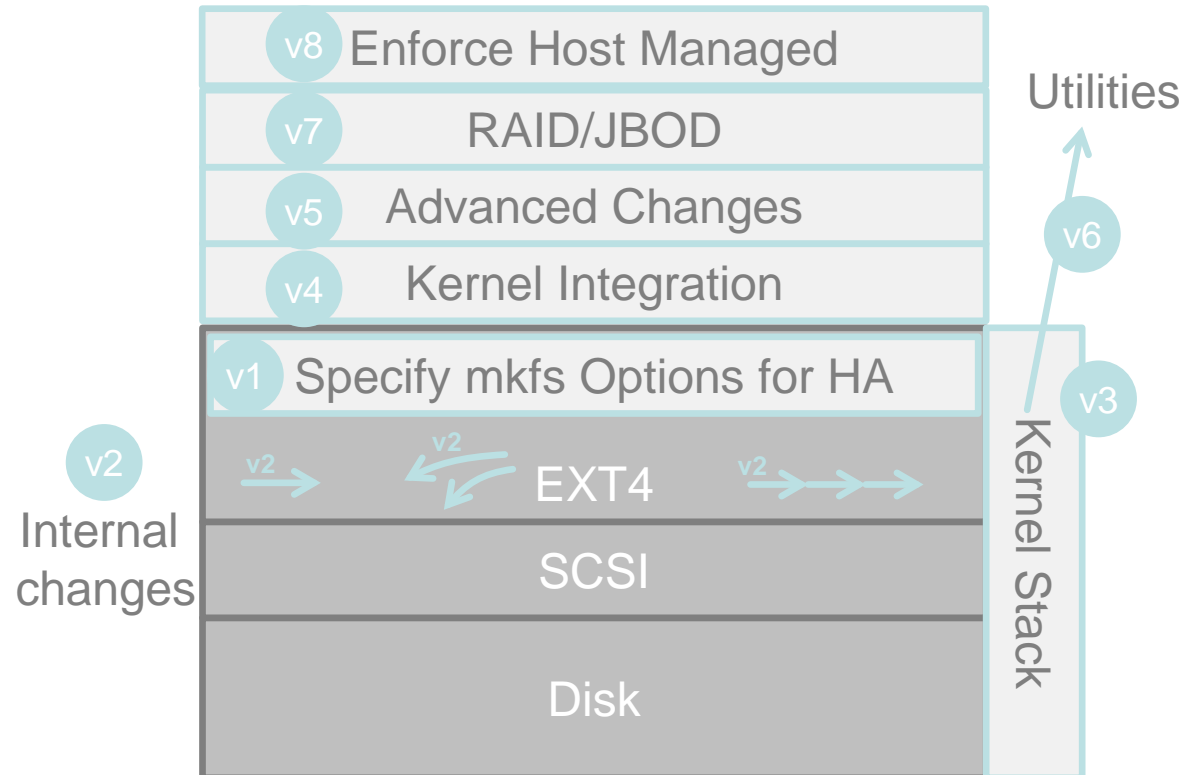 v8 Enforce Host Managed
Utilities
v7 RAID/JBOD
v5 Advanced Changes
v6
v4 Kernel Integration
v1 Specify mkfs Options for HA
v3
v2
Internal
changes
v2
v2
v2
EXT4
SCSI
Disk
Kernel Stack